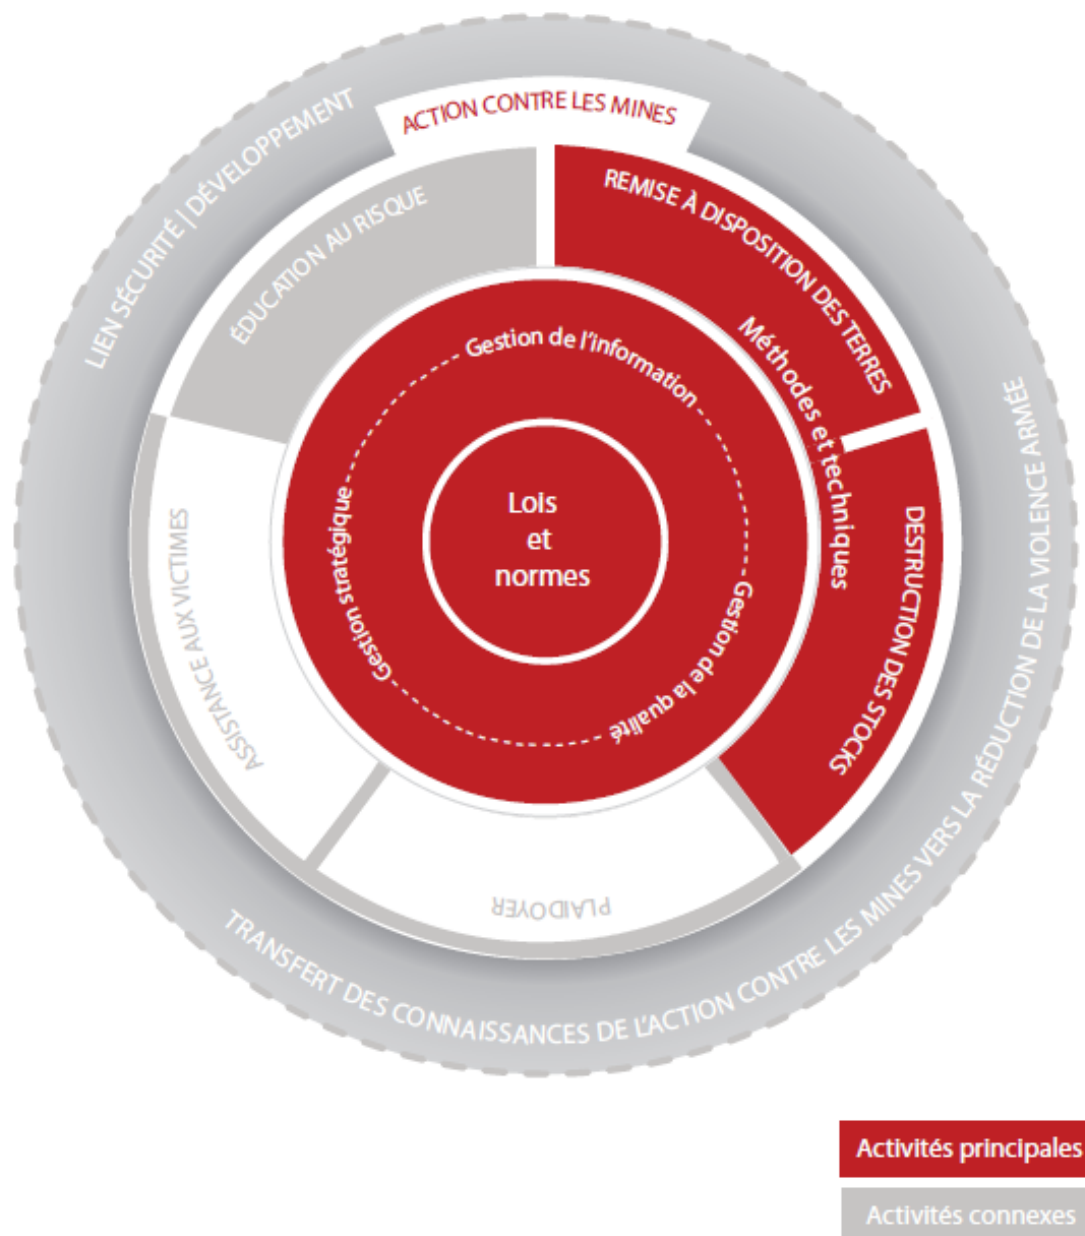 ACTION CONTRE LES MINES
LIEN SÉCURITÉ | DÉVELOPPEMENT
ÉDUCATION AU RISQUE
REMISE À DISPOSITION DES TERRES
Méthodes et techniques
DESTRUCTION DES STOCKS
Gestion de l'information
Gestion stratégique
Gestion de la qualité
Lois
et
normes
ASSISTANCE AUX VICTIMES
PLAIDOYER
TRANSFERT DES CONNAISSANCES DE L'ACTION CONTRE LES MINES VERS LA RÉDUCTION DE LA VIOLENCE ARMÉE
Activités principales
Activités connexes